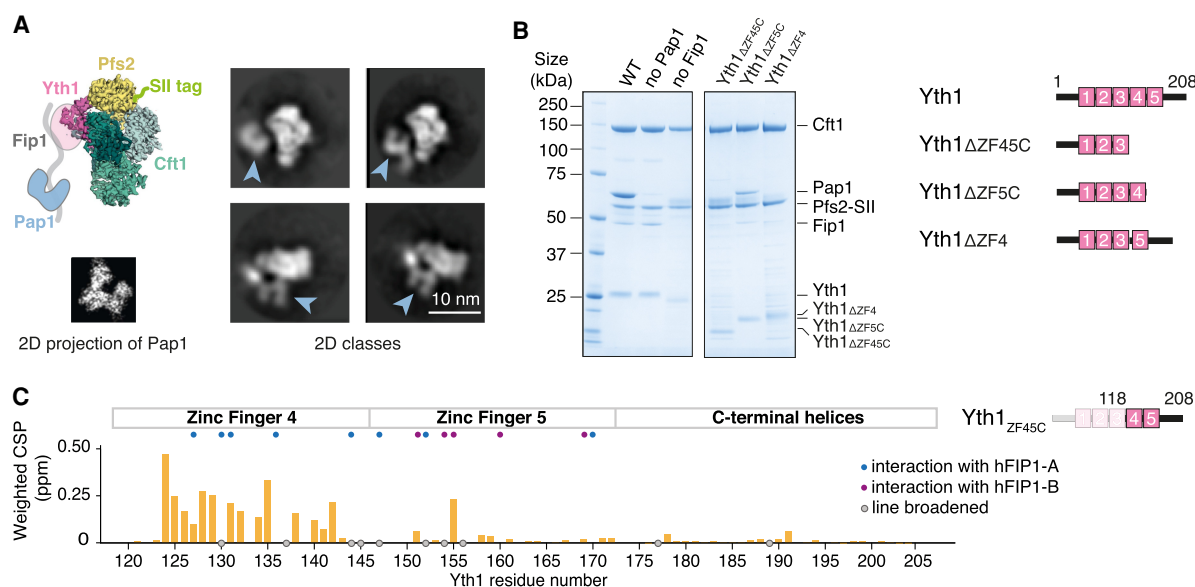 A
Pfs2
Yth1
SII tag
Fip1
Cft1
Pap1
10 nm
2D projection of Pap1
2D classes
B
Size
(kDa)
WT
no Pap1
no Fip1
Yth1ΔZF45C
Yth1ΔZF5C
Yth1ΔZF4
250
150
100
75
50
37
25
Cft1
Pap1
Pfs2-SII
Fip1
Yth1
Yth1ΔZF4
Yth1ΔZF5C
Yth1ΔZF45C
1 208
Yth1 1 2 3 4 5
Yth1ΔZF45C 1 2 3
Yth1ΔZF5C 1 2 3 4
Yth1ΔZF4 1 2 3 5
C
Zinc Finger 4 Zinc Finger 5 C-terminal helices
118 208
Yth1ZF45C 1 2 3 4 5
Weighted CSP
(ppm)
0.50
0.25
0
interaction with hFIP1-A
interaction with hFIP1-B
line broadened
120 125 130 135 140 145 150 155 160 165 170 175 180 185 190 195 200 205
Yth1 residue number